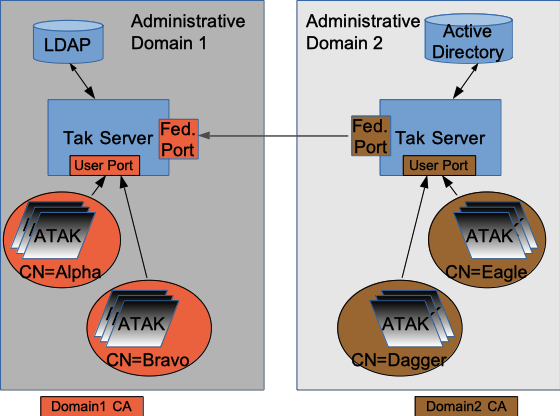 Administrative
Domain 1
LDAP
Tak Server
Fed.
Port
User Port
ATAK
CN=Alpha
ATAK
CN=Bravo
Domain1 CA
Administrative
Domain 2
Active
Directory
Fed.
Port
Tak Server
User Port
ATAK
CN=Eagle
ATAK
CN=Dagger
Domain2 CA